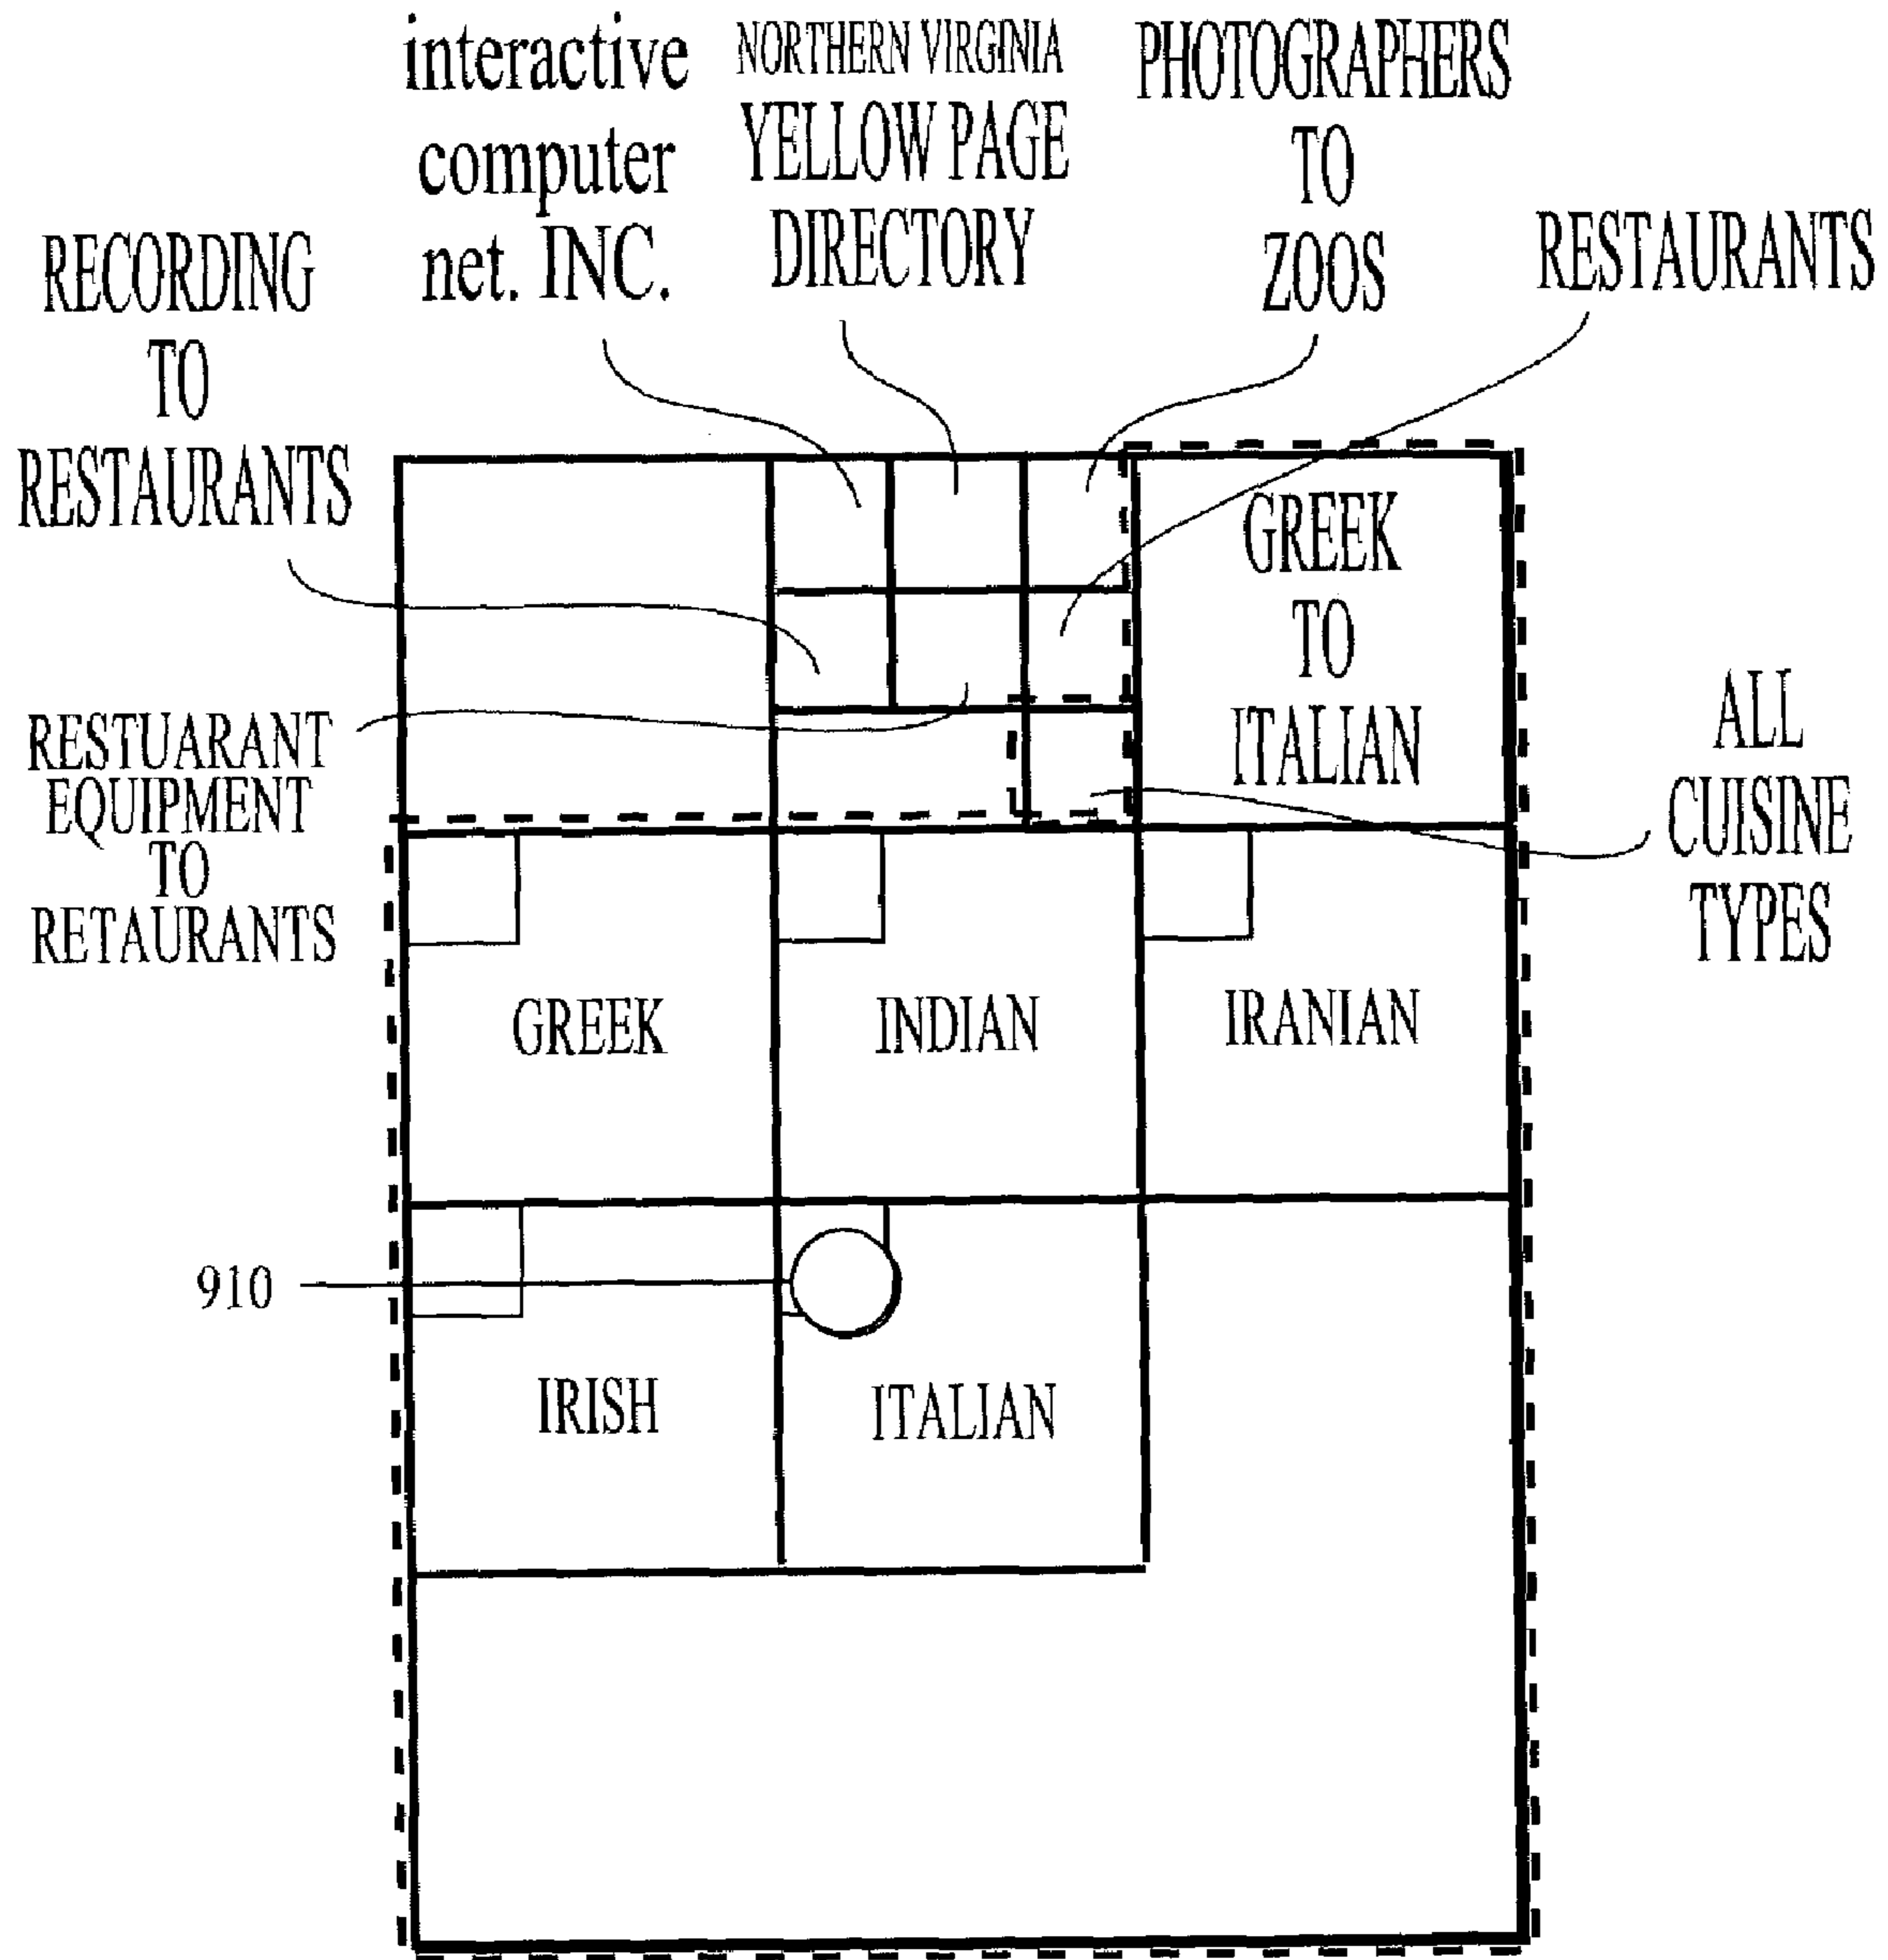 interactive
computer
net. INC.
NORTHERN VIRGINIA
YELLOW PAGE
DIRECTORY
PHOTOGRAPHERS
TO
ZOOS
RESTAURANTS
RECORDING
TO
RESTAURANTS
GREEK
TO
ITALIAN
RESTUARANT
EQUIPMENT
TO
RETAURANTS
ALL
CUISINE
TYPES
GREEK
INDIAN
IRANIAN
910
IRISH
ITALIAN